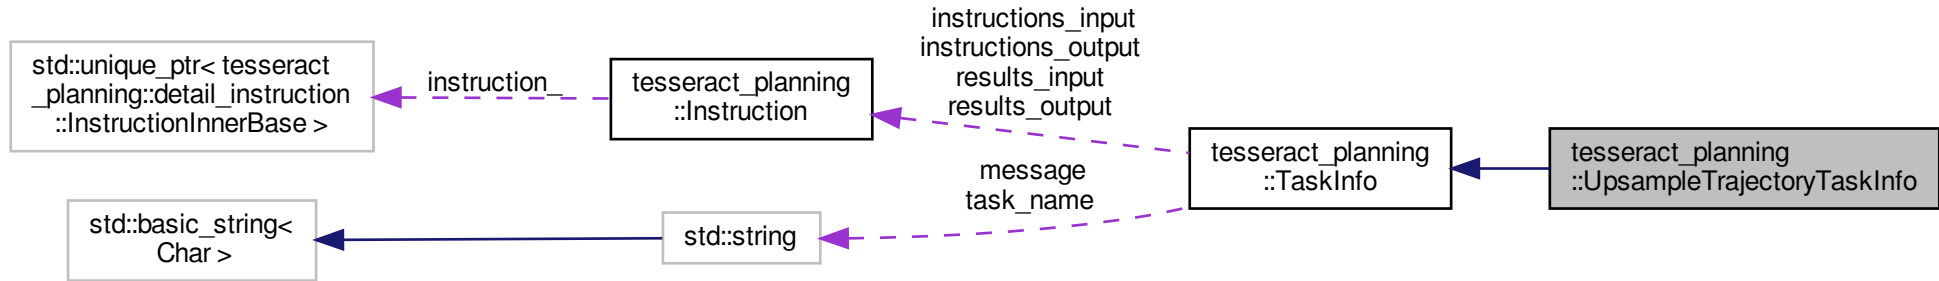 std::unique_ptr< tesseract
_planning::detail_instruction
::InstructionInnerBase >
instruction_
tesseract_planning
::Instruction
instructions_input
instructions_output
results_input
results_output
std::basic_string<
Char >
std::string
message
task_name
tesseract_planning
::TaskInfo
tesseract_planning
::UpsampleTrajectoryTaskInfo